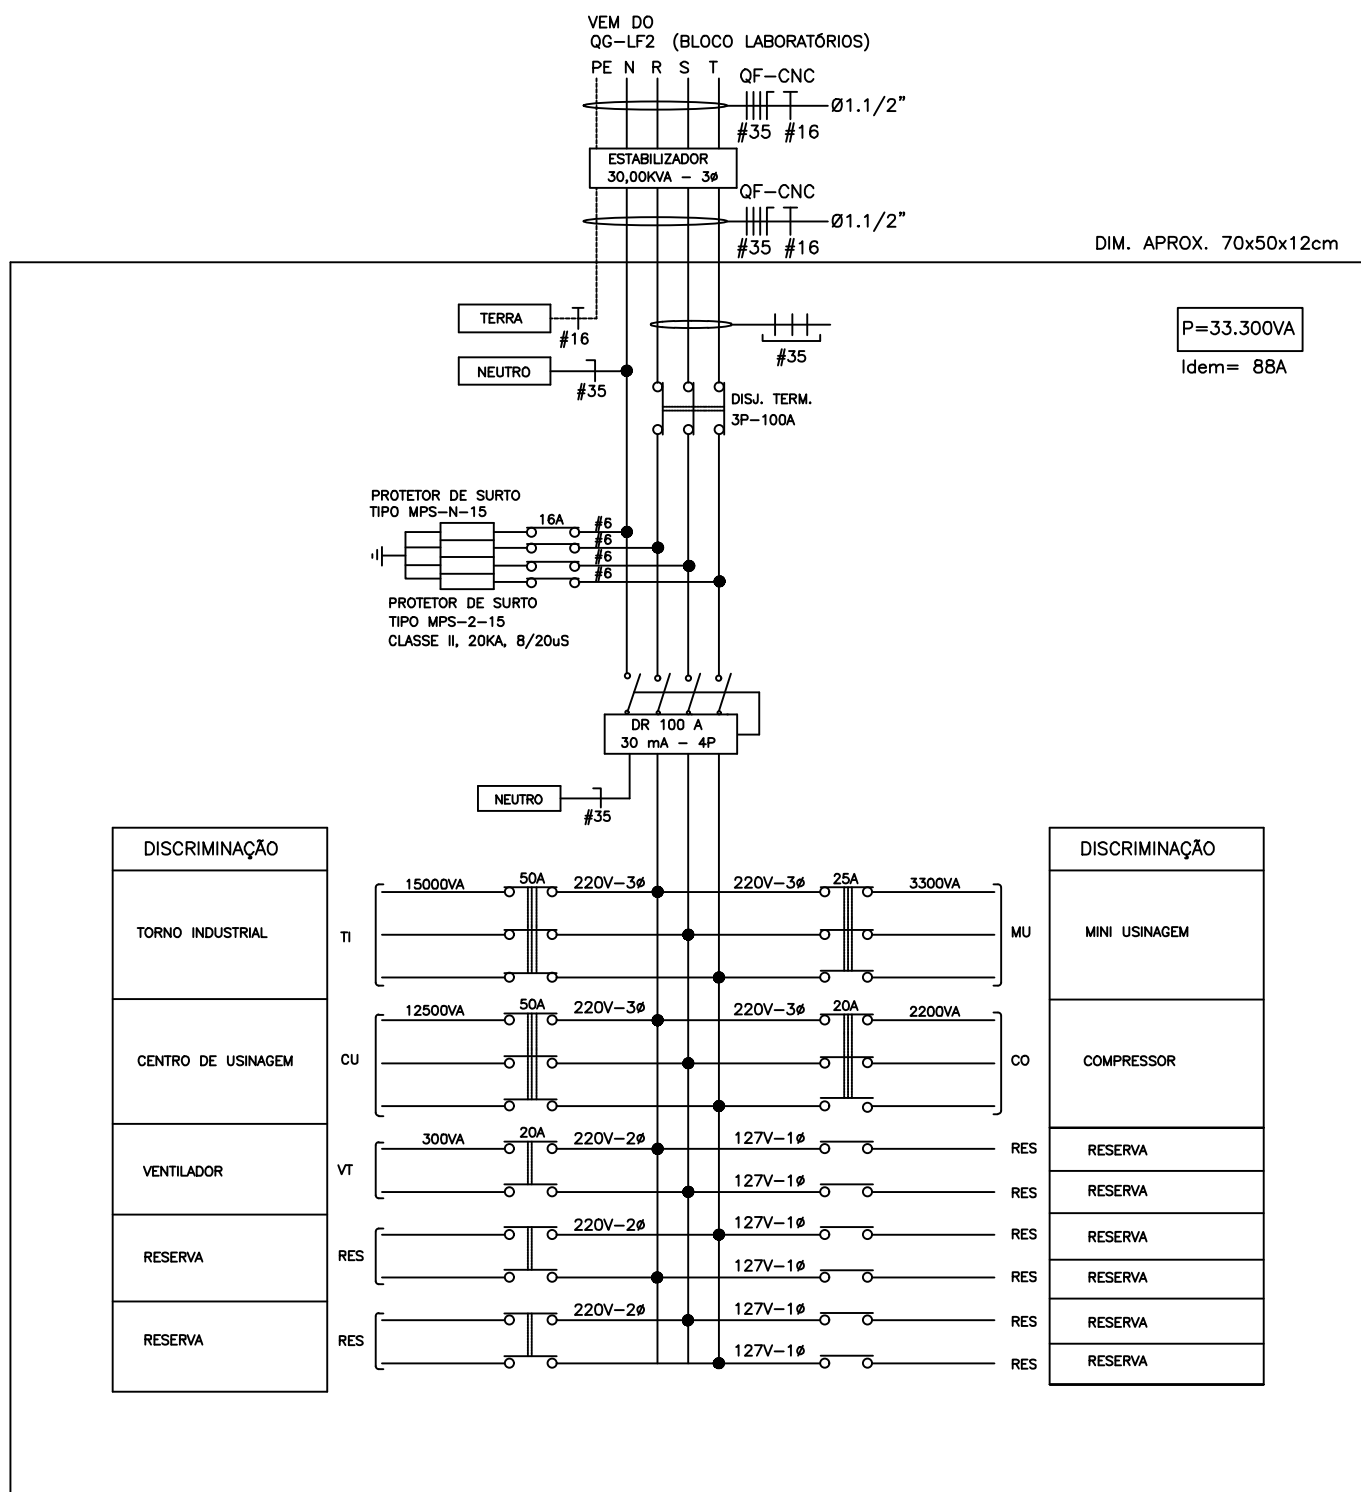 VEM DO
QG-LF2 (BLOCO LABORATÓRIOS)
PE N R S T
QF-CNC
Ø1.1/2"
#35 #16
ESTABILIZADOR
30,00KVA - 3ø
QF-CNC
Ø1.1/2"
#35 #16
DIM. APROX. 70x50x12cm
TERRA
#16
#35
P=33.300VA
Idem= 88A
NEUTRO
#35
DISJ. TERM.
3P-100A
PROTETOR DE SURTO
TIPO MPS-N-15
16A
#6
#6
#6
#6
PROTETOR DE SURTO
TIPO MPS-2-15
CLASSE II, 20KA, 8/20uS
DR 100 A
30 mA - 4P
NEUTRO
#35
DISCRIMINAÇÃO
DISCRIMINAÇÃO
15000VA 50A 220V-3ø 220V-3ø 25A 3300VA
TORNO INDUSTRIAL TI MU MINI USINAGEM
12500VA 50A 220V-3ø 220V-3ø 20A 2200VA
CENTRO DE USINAGEM CU CO COMPRESSOR
300VA 20A 220V-2ø 127V-1ø RES RESERVA
VENTILADOR VT
127V-1ø RES RESERVA
220V-2ø 127V-1ø RES RESERVA
RESERVA RES
127V-1ø RES RESERVA
220V-2ø 127V-1ø RES RESERVA
RESERVA RES
127V-1ø RES RESERVA